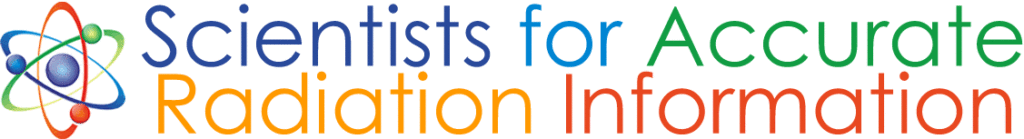 Scientists for Accurate
Radiation Information